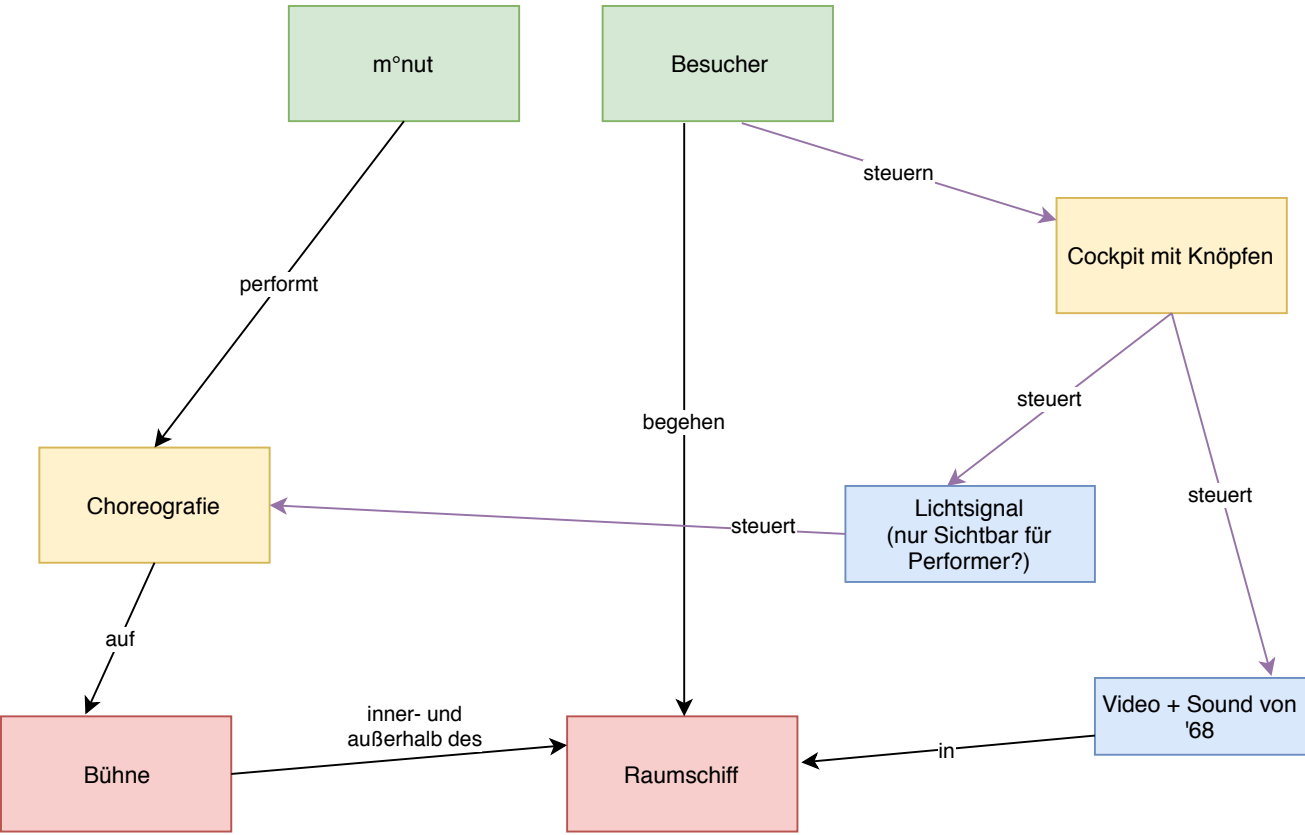 m°nut
Besucher
steuern
Cockpit mit Knöpfen
performt
steuert
begehen
steuert
Choreografie
Lichtsignal
(nur Sichtbar für
Performer?)
steuert
auf
inner- und
außerhalb des
Video + Sound von
'68
in
Bühne
Raumschiff